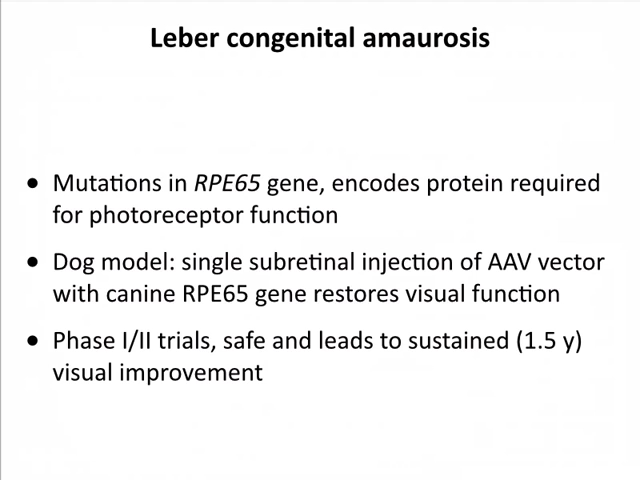 Leber congenital amaurosis
• Mutations in RPE65 gene, encodes protein required
for photoreceptor function
• Dog model: single subretinal injection of AAV vector
with canine RPE65 gene restores visual function
• Phase I/II trials, safe and leads to sustained (1.5 y)
visual improvement